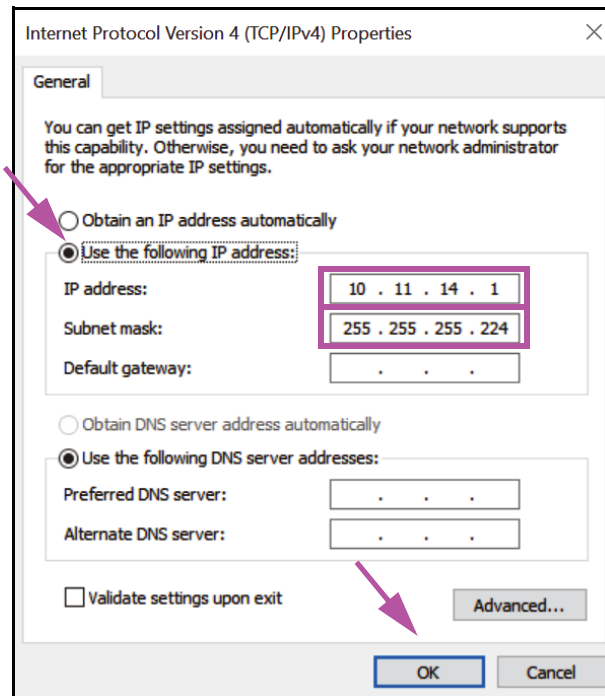 Internet Protocol Version 4 (TCP/IPv4) Properties
General
You can get IP settings assigned automatically if your network supports
this capability. Otherwise, you need to ask your network administrator
for the appropriate IP settings.
Obtain an IP address automatically
Use the following IP address:
IP address: 10 . 11 . 14 . 1
Subnet mask: 255 . 255 . 255 . 224
Default gateway: . . .
Obtain DNS server address automatically
Use the following DNS server addresses:
Preferred DNS server: . . .
Alternate DNS server: . . .
Validate settings upon exit
Advanced...
OK Cancel